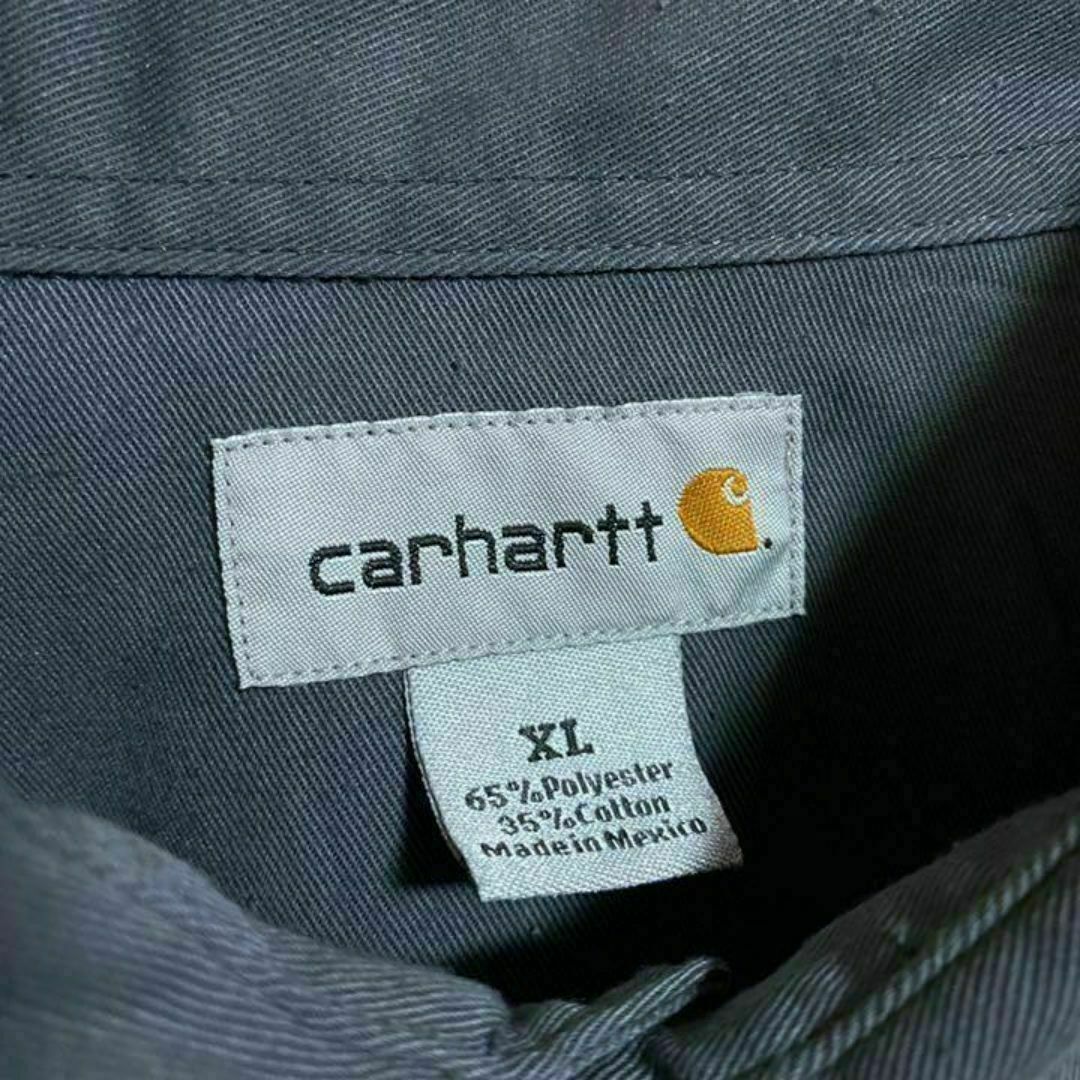 carhartt
XL
65%Polyester
35%Cotton
Made in Mexico